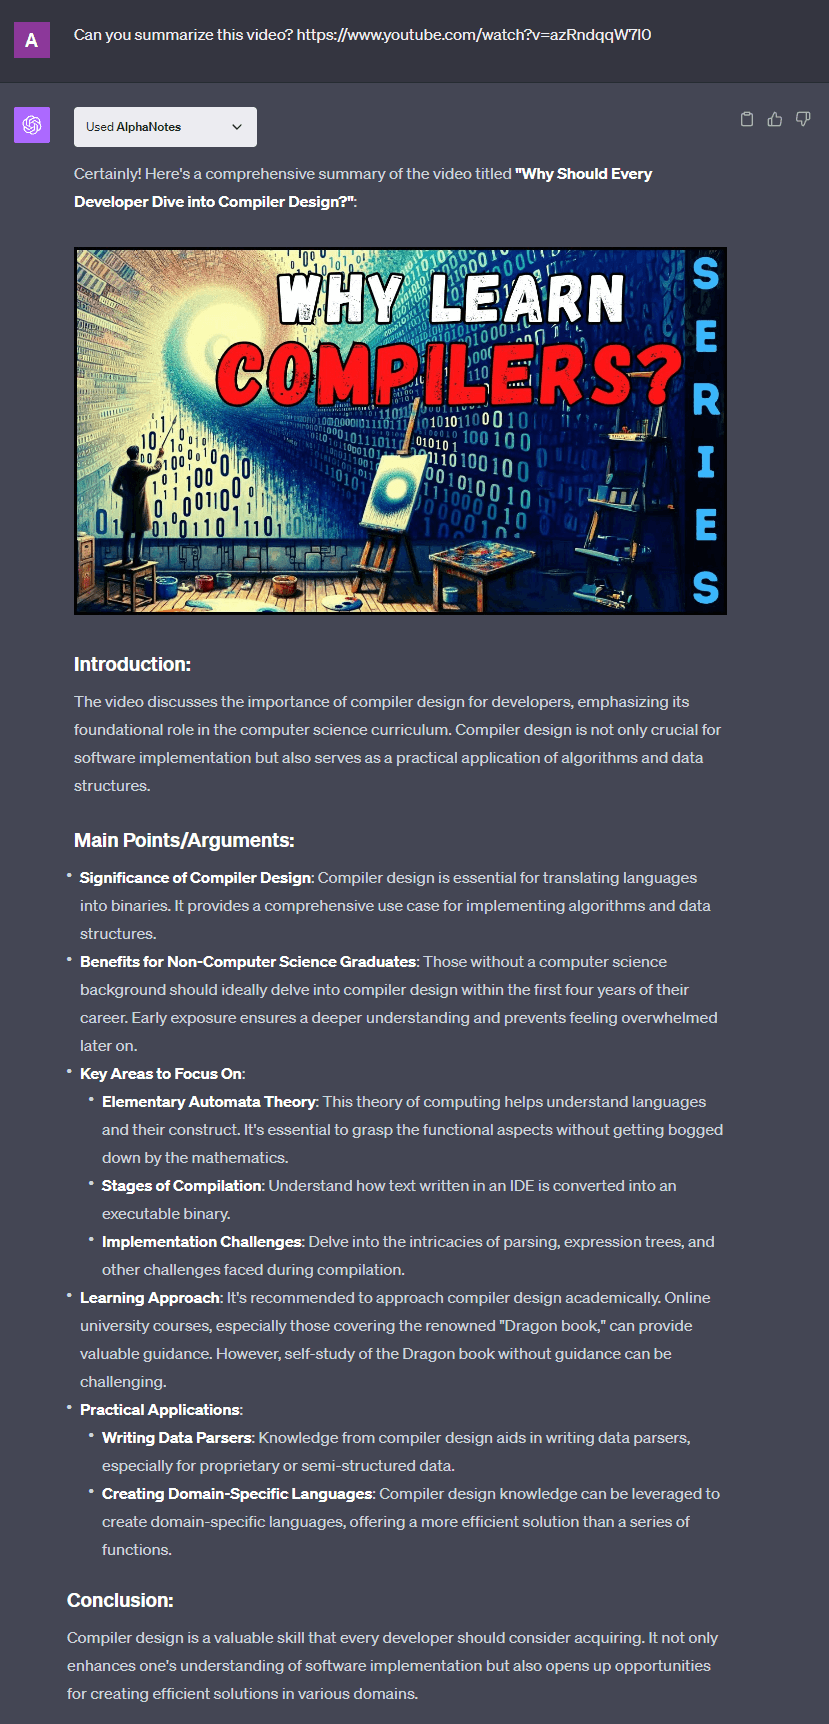 A
Can you summarize this video? https://www.youtube.com/watch?v=azRndqqW7I0
Used AlphaNotes
Certainly! Here's a comprehensive summary of the video titled "Why Should Every
Developer Dive into Compiler Design?":
WHY LEARN
COMPILERS?
SERIES
Introduction:
The video discusses the importance of compiler design for developers, emphasizing its
foundational role in the computer science curriculum. Compiler design is not only crucial for
software implementation but also serves as a practical application of algorithms and data
structures.
Main Points/Arguments:
• Significance of Compiler Design: Compiler design is essential for translating languages
into binaries. It provides a comprehensive use case for implementing algorithms and data
structures.
• Benefits for Non-Computer Science Graduates: Those without a computer science
background should ideally delve into compiler design within the first four years of their
career. Early exposure ensures a deeper understanding and prevents feeling overwhelmed
later on.
• Key Areas to Focus On:
• Elementary Automata Theory: This theory of computing helps understand languages
and their construct. It's essential to grasp the functional aspects without getting bogged
down by the mathematics.
• Stages of Compilation: Understand how text written in an IDE is converted into an
executable binary.
• Implementation Challenges: Delve into the intricacies of parsing, expression trees, and
other challenges faced during compilation.
• Learning Approach: It's recommended to approach compiler design academically. Online
university courses, especially those covering the renowned "Dragon book," can provide
valuable guidance. However, self-study of the Dragon book without guidance can be
challenging.
• Practical Applications:
• Writing Data Parsers: Knowledge from compiler design aids in writing data parsers,
especially for proprietary or semi-structured data.
• Creating Domain-Specific Languages: Compiler design knowledge can be leveraged to
create domain-specific languages, offering a more efficient solution than a series of
functions.
Conclusion:
Compiler design is a valuable skill that every developer should consider acquiring. It not only
enhances one's understanding of software implementation but also opens up opportunities
for creating efficient solutions in various domains.